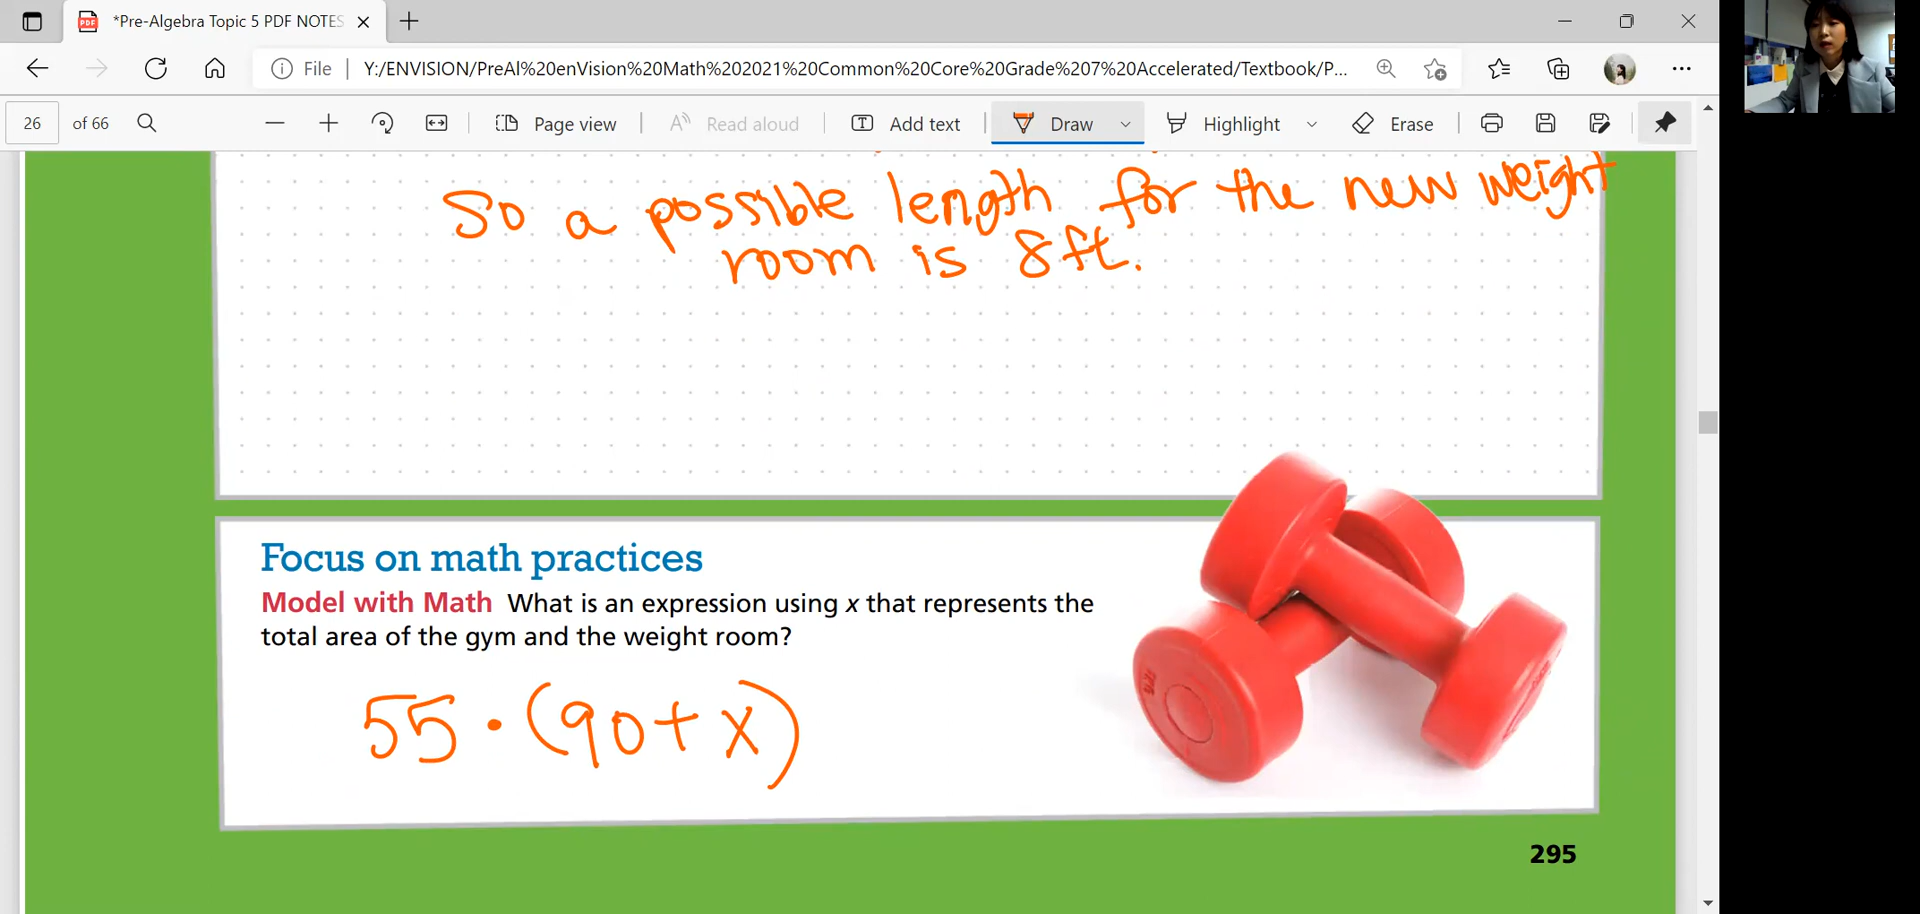 *Pre-Algebra Topic 5 PDF NOTES
File | Y:/ENVISION/PreAl%20enVision%20Math%202021%20Common%20Core%20Grade%207%20Accelerated/Textbook/P...
26 of 66 Page view Read aloud Add text Draw Highlight Erase
So a possible length for the new weight
room is 8ft.
Focus on math practices
Model with Math What is an expression using x that represents the
total area of the gym and the weight room?
55 · (90+x)
295